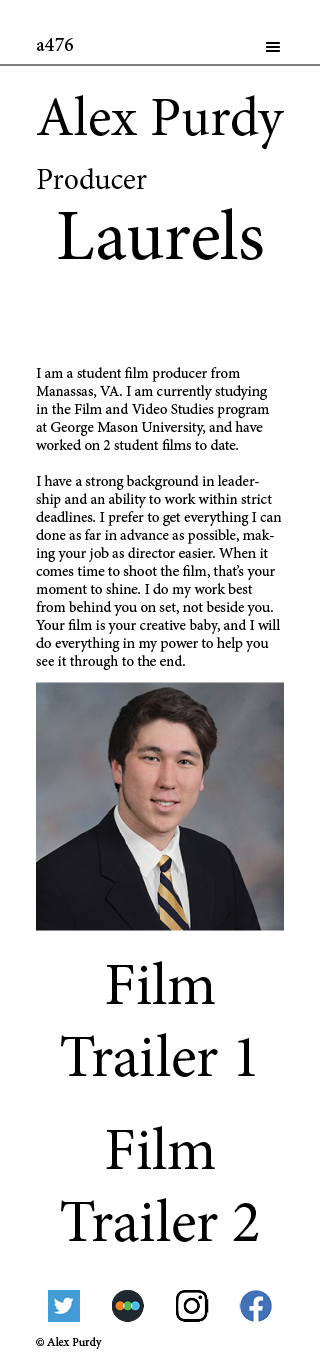 a476
Alex Purdy
Producer
Laurels
I am a student film producer from
Manassas, VA. I am currently studying
in the Film and Video Studies program
at George Mason University, and have
worked on 2 student films to date.
I have a strong background in leader-
ship and an ability to work within strict
deadlines. I prefer to get everything I can
done as far in advance as possible, mak-
ing your job as director easier. When it
comes time to shoot the film, that's your
moment to shine. I do my work best
from behind you on set, not beside you.
Your film is your creative baby, and I will
do everything in my power to help you
see it through to the end.
Film
Trailer 1
Film
Trailer 2
© Alex Purdy